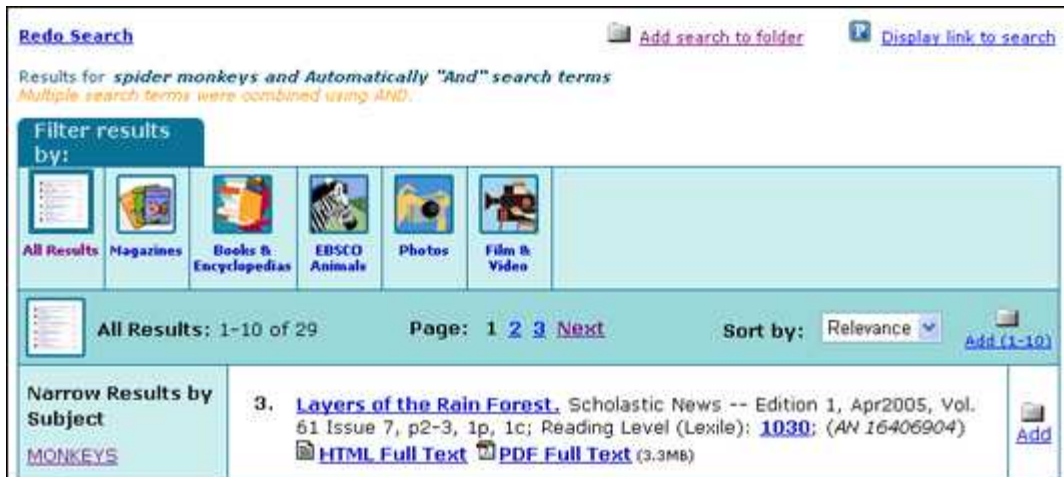 Redo Search
Add search to folder
Display link to search
Results for spider monkeys and Automatically "And" search terms
Multiple search terms were combined using AND.
Filter results
by:
All Results
Magazines
Books &
Encyclopedias
EBSCO
Animals
Photos
Film &
Video
All Results: 1-10 of 29
Page: 1 2 3 Next
Sort by: Relevance
Add (1-10)
Narrow Results by
Subject
MONKEYS
3. Layers of the Rain Forest. Scholastic News -- Edition 1, Apr2005, Vol.
61 Issue 7, p2-3, 1p, 1c; Reading Level (Lexile): 1030; (AN 16406904)
HTML Full Text PDF Full Text (3.3MB)
Add